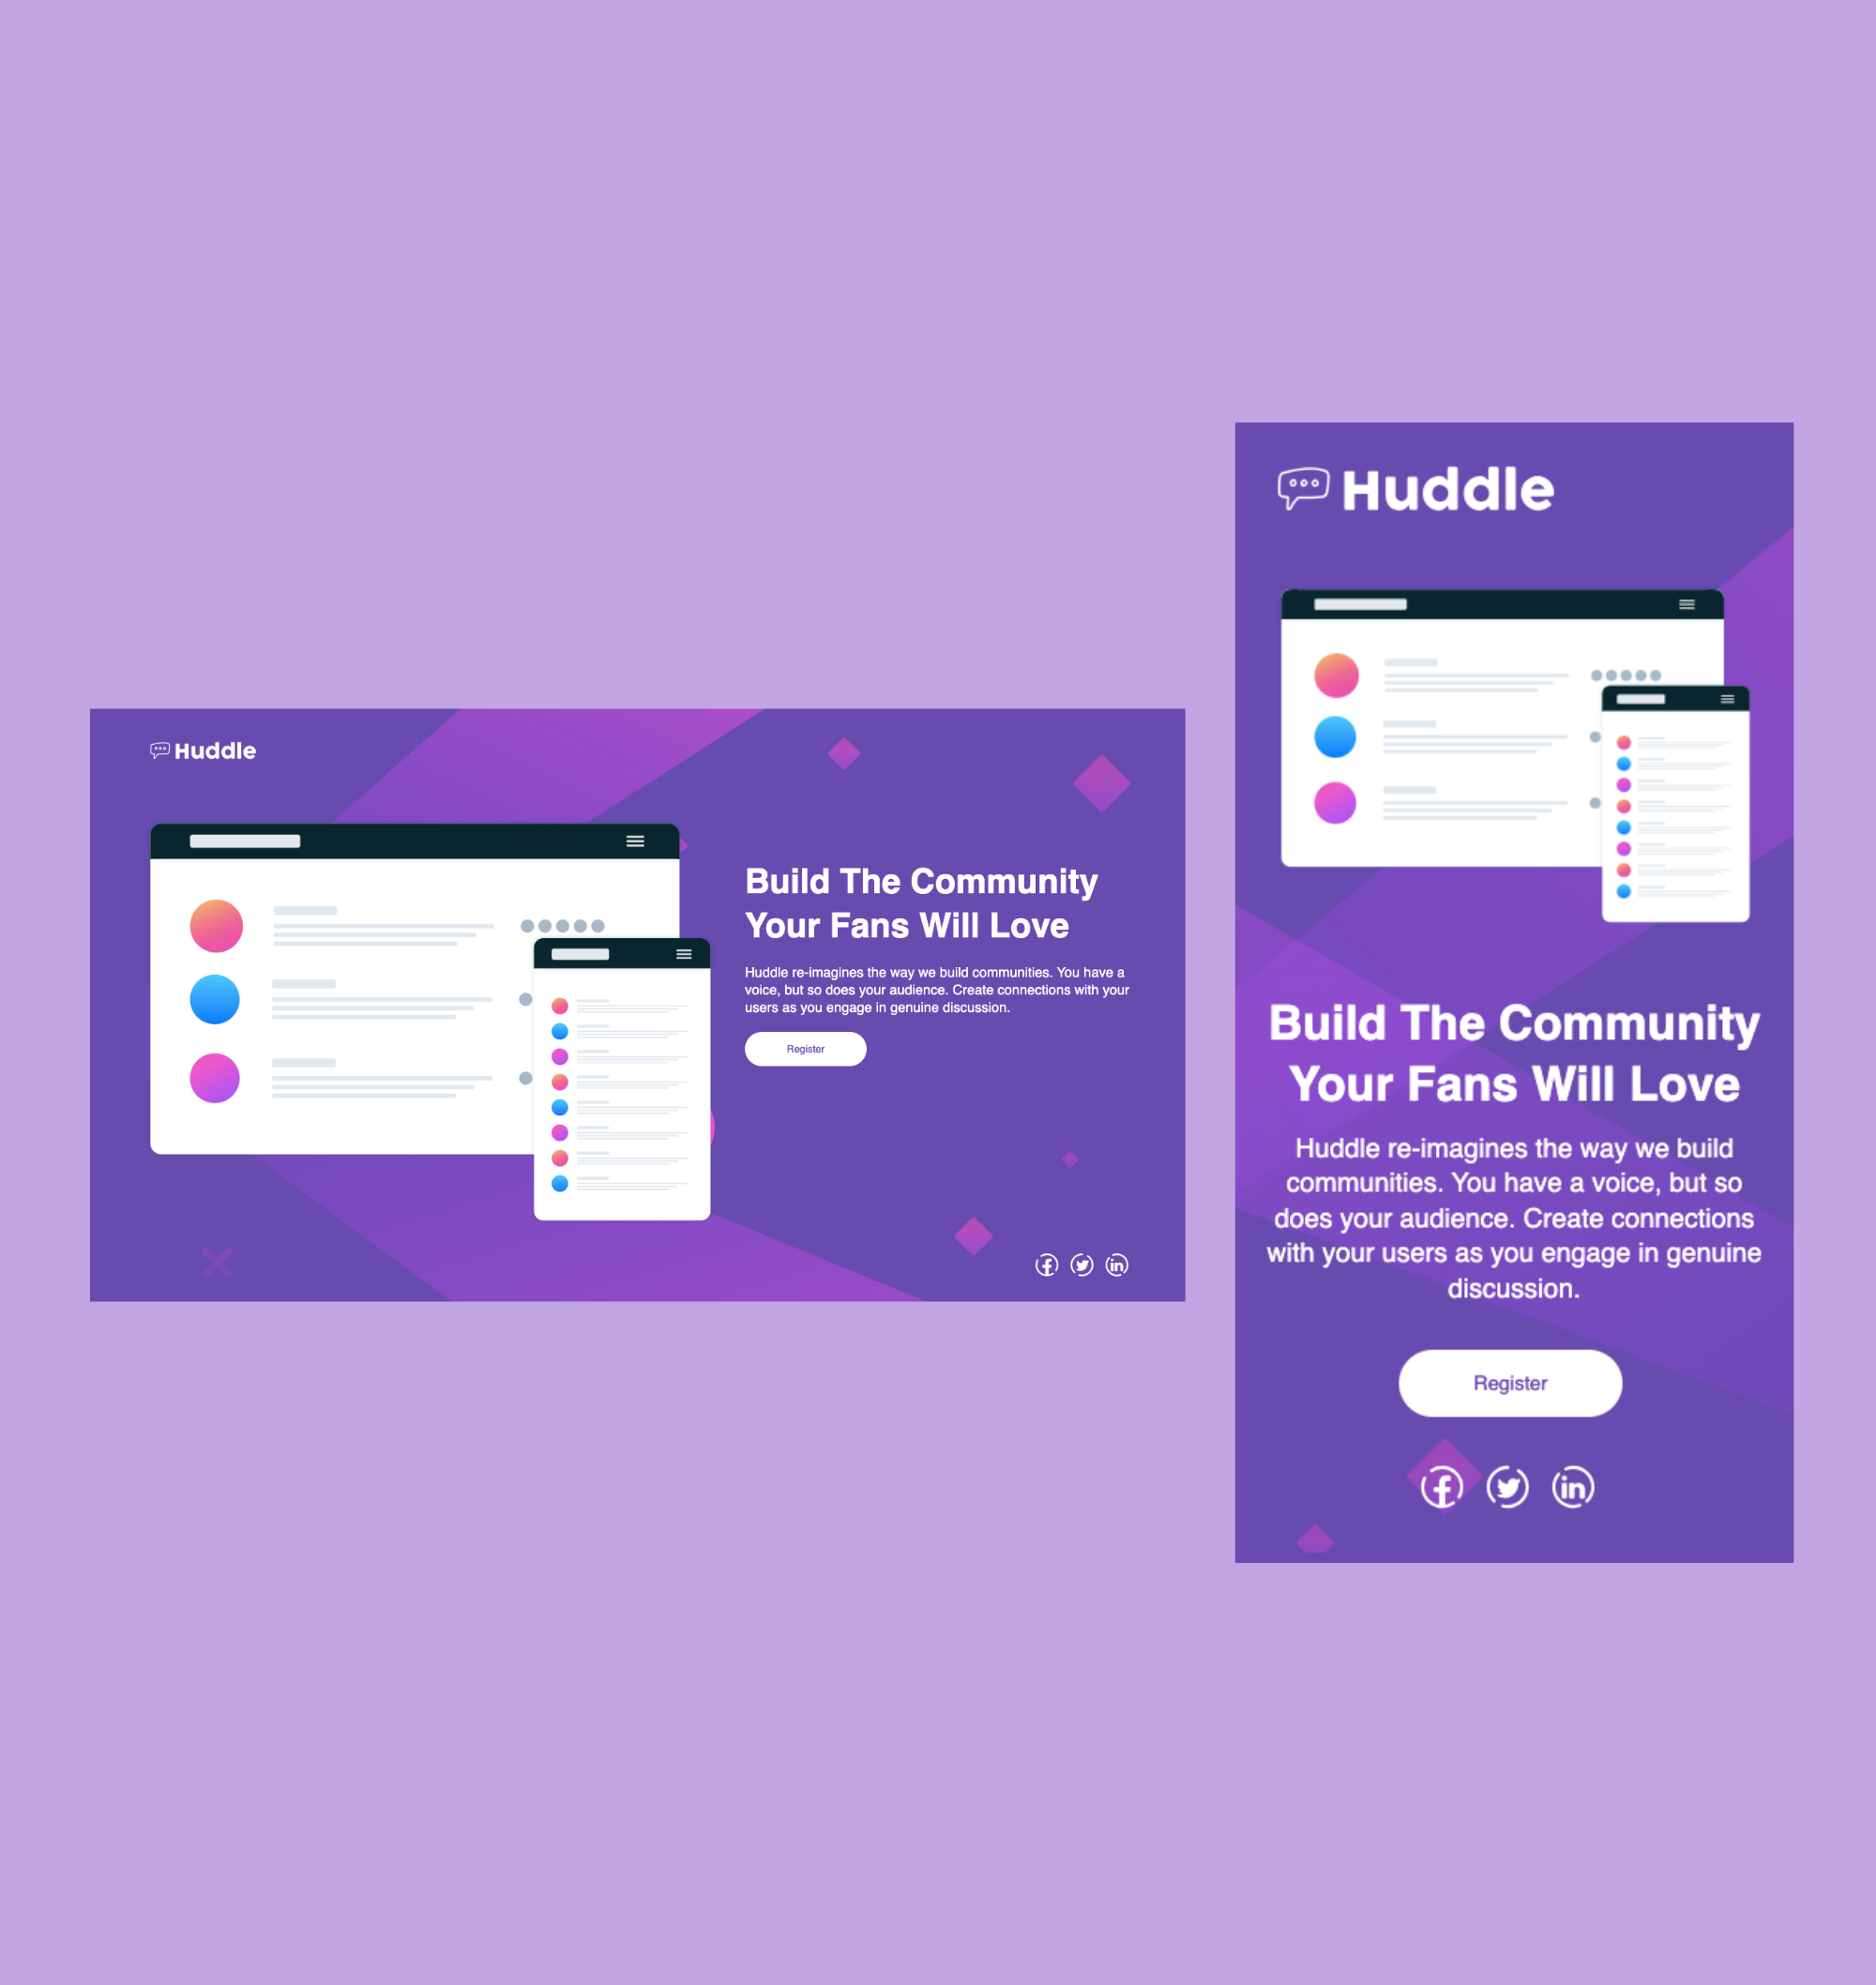 Huddle
Build The Community
Your Fans Will Love
Huddle re-imagines the way we build communities. You have a
voice, but so does your audience. Create connections with your
users as you engage in genuine discussion.
Register
Huddle
Build The Community
Your Fans Will Love
Huddle re-imagines the way we build
communities. You have a voice, but so
does your audience. Create connections
with your users as you engage in genuine
discussion.
Register